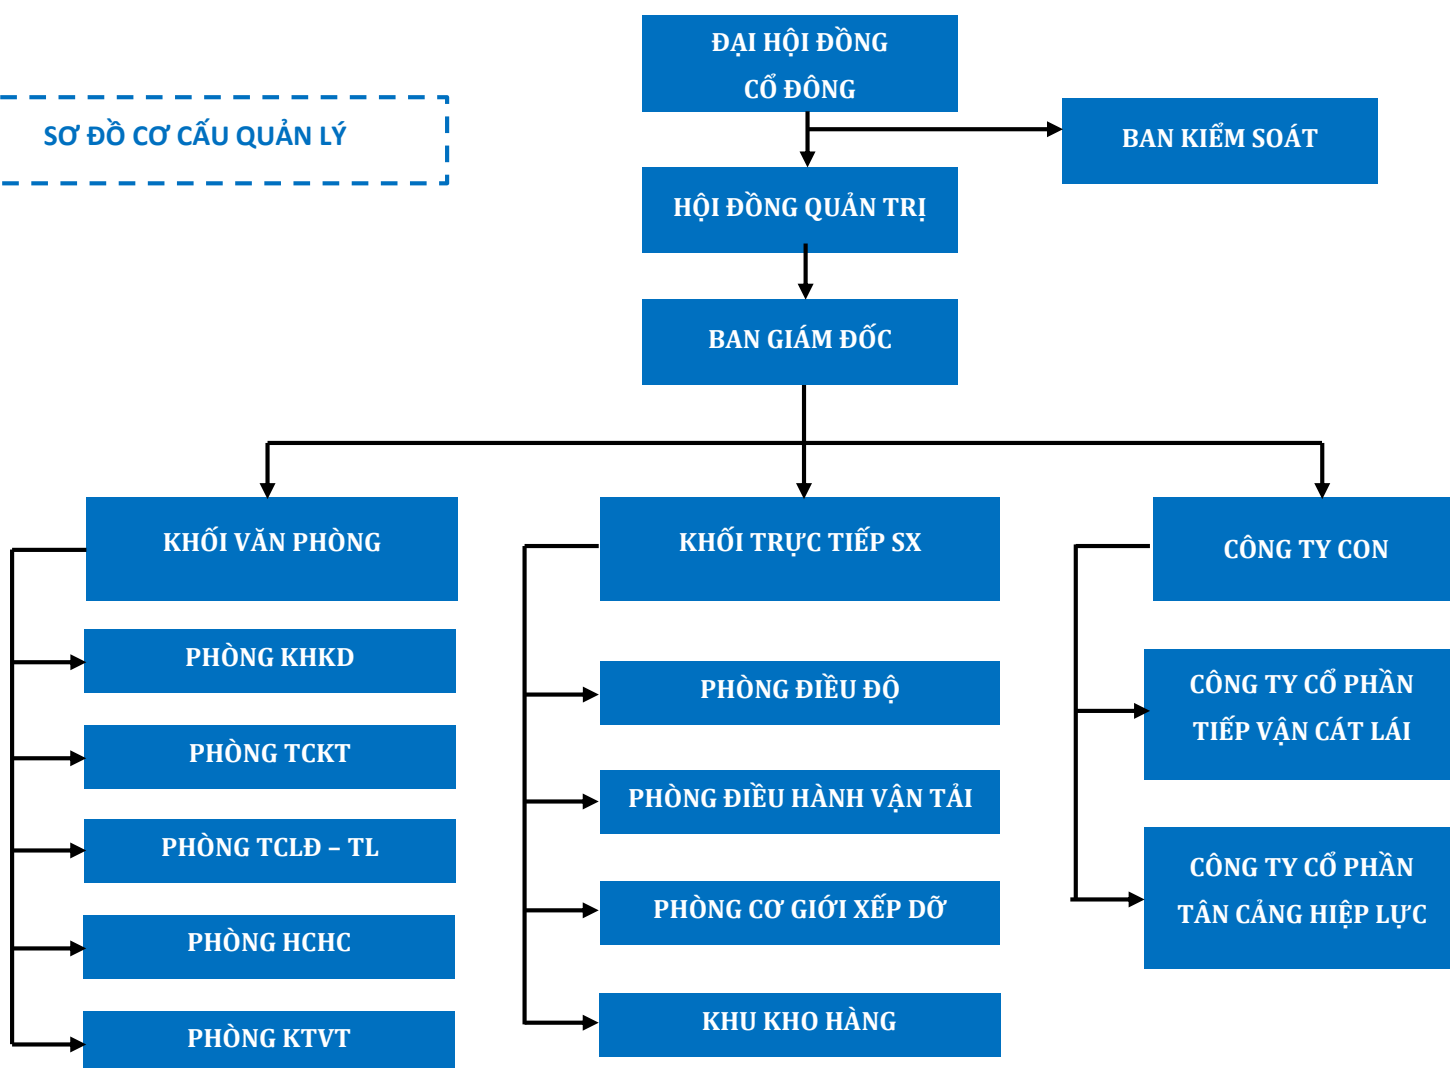 ĐẠI HỘI ĐỒNG
CỔ ĐÔNG
SƠ ĐỒ CƠ CẤU QUẢN LÝ
BAN KIỂM SOÁT
HỘI ĐỒNG QUẢN TRỊ
BAN GIÁM ĐỐC
KHỐI VĂN PHÒNG
PHÒNG KHKD
PHÒNG TCKT
PHÒNG TCLĐ – TL
PHÒNG HCHC
PHÒNG KTVT
KHỐI TRỰC TIẾP SX
PHÒNG ĐIỀU ĐỘ
PHÒNG ĐIỀU HÀNH VẬN TẢI
PHÒNG CƠ GIỚI XẾP DỠ
KHU KHO HÀNG
CÔNG TY CON
CÔNG TY CỔ PHẦN
TIẾP VẬN CÁT LÁI
CÔNG TY CỔ PHẦN
TÂN CẢNG HIỆP LỰC